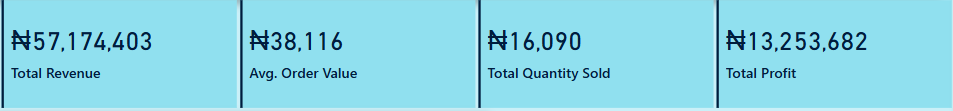 ₦57,174,403
Total Revenue
₦38,116
Avg. Order Value
₦16,090
Total Quantity Sold
₦13,253,682
Total Profit